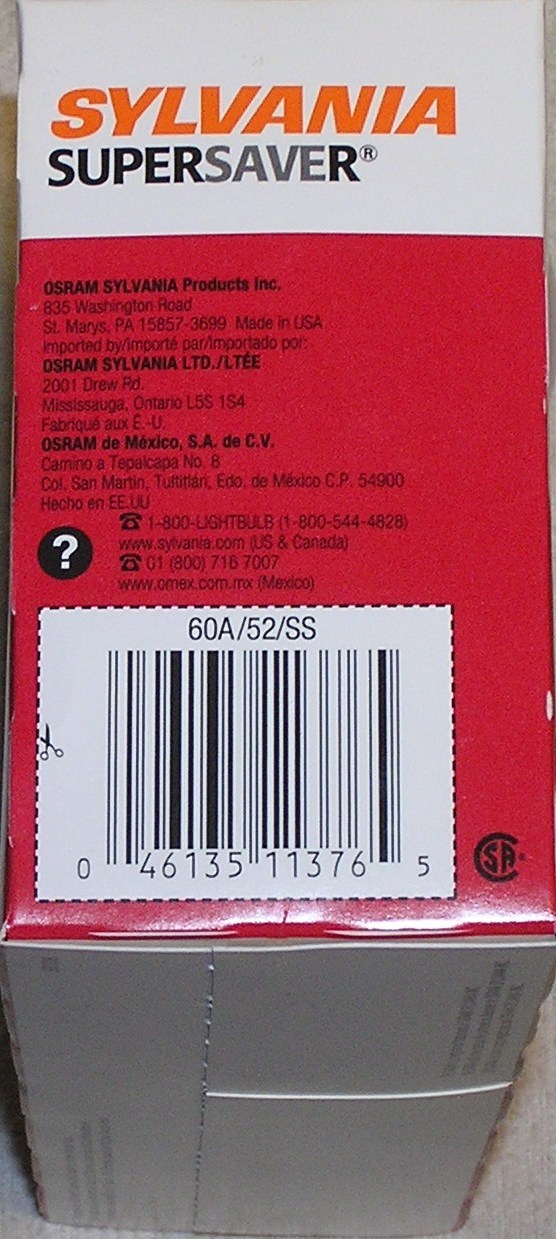 SYLVANIA
SUPERSAVER®
OSRAM SYLVANIA Products Inc.
835 Washington Road
St. Marys, PA 15857-3699 Made in USA
Imported by/Importé par/Importado por:
OSRAM SYLVANIA LTD./LTÉE
2001 Drew Rd.
Mississauga, Ontario L5S 1S4
Fabriqué aux É.-U.
OSRAM de México, S.A. de C.V.
Camino a Tepalcapa No. 8
Col. San Martin, Tultitlán, Edo. de México C.P. 54900
Hecho en EE.UU
1-800-LIGHTBULB (1-800-544-4828)
www.sylvania.com (US & Canada)
?
01 (800) 716 7007
www.omex.com.mx (Mexico)
60A/52/SS
0 46135 11376 5
SA